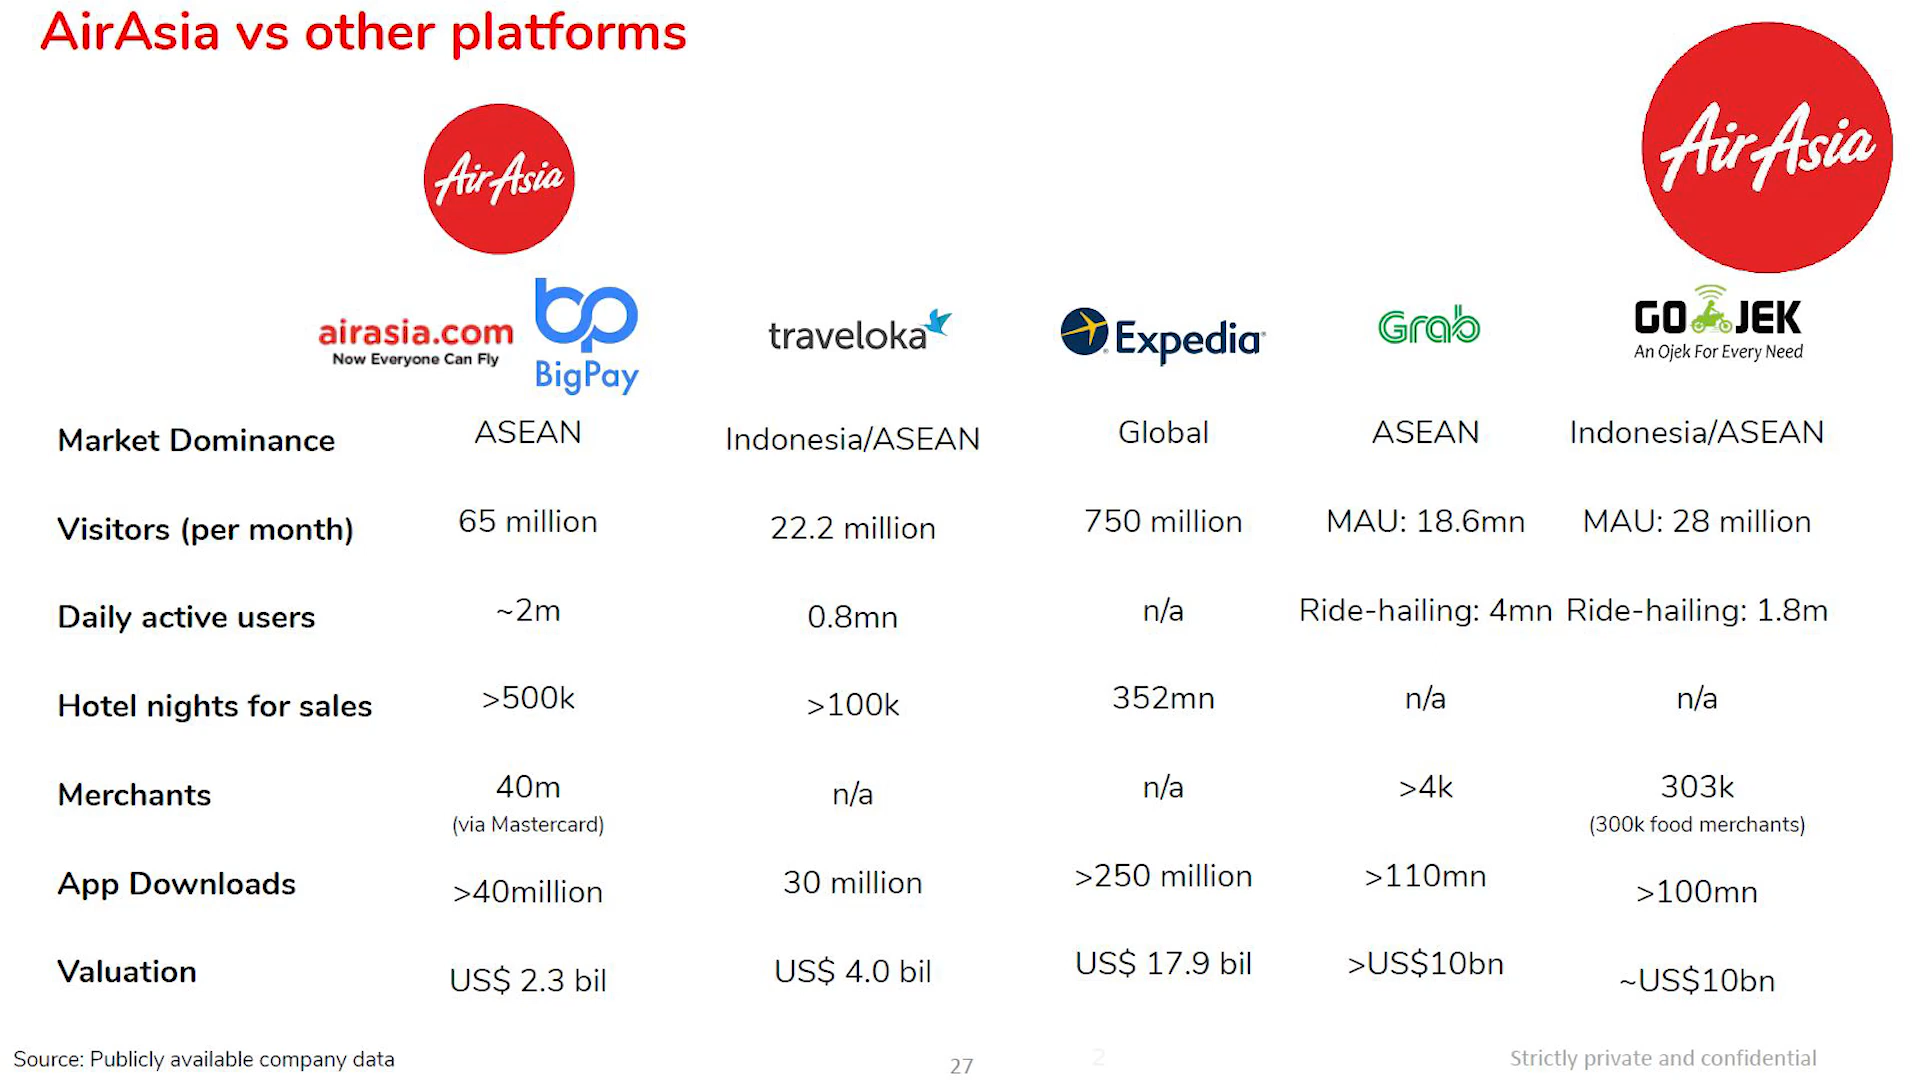 AirAsia vs other platforms
AirAsia
AirAsia
airasia.com
Now Everyone Can Fly
bp
BigPay
traveloka
Expedia®
Grab
GO JEK
An Ojek For Every Need
Market Dominance ASEAN Indonesia/ASEAN Global ASEAN Indonesia/ASEAN
Visitors (per month) 65 million 22.2 million 750 million MAU: 18.6mn MAU: 28 million
Daily active users ~2m 0.8mn n/a Ride-hailing: 4mn Ride-hailing: 1.8m
Hotel nights for sales >500k >100k 352mn n/a n/a
Merchants 40m n/a n/a >4k 303k
(via Mastercard) (300k food merchants)
App Downloads >40million 30 million >250 million >110mn >100mn
Valuation US$ 2.3 bil US$ 4.0 bil US$ 17.9 bil >US$10bn ~US$10bn
Source: Publicly available company data 27 2 Strictly private and confidential